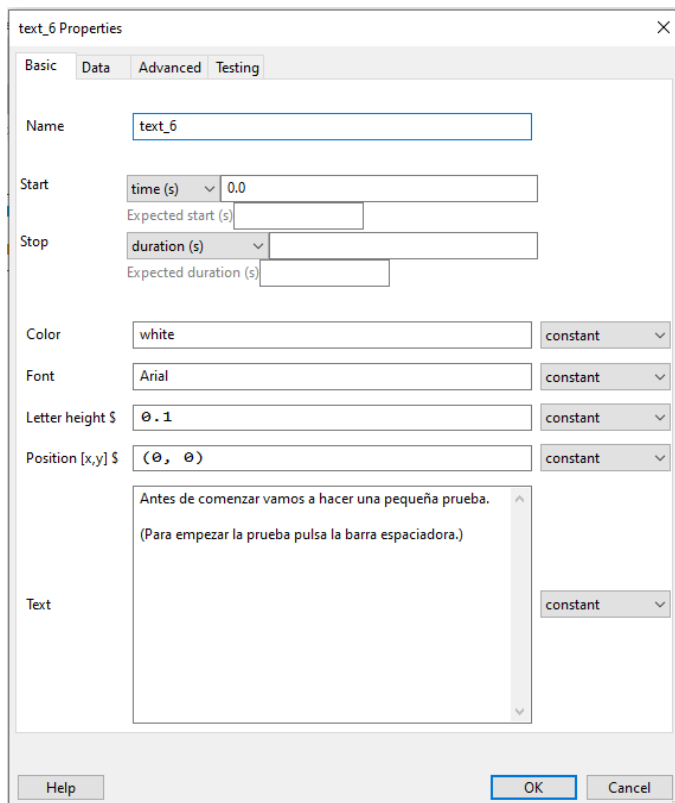 text_6 Properties
Basic Data Advanced Testing
Name text_6
Start time (s) 0.0
Expected start (s)
Stop duration (s)
Expected duration (s)
Color white constant
Font Arial constant
Letter height $ 0.1 constant
Position [x,y] $ (0, 0) constant
Antes de comenzar vamos a hacer una pequeña prueba.
(Para empezar la prueba pulsa la barra espaciadora.)
Text constant
Help OK Cancel